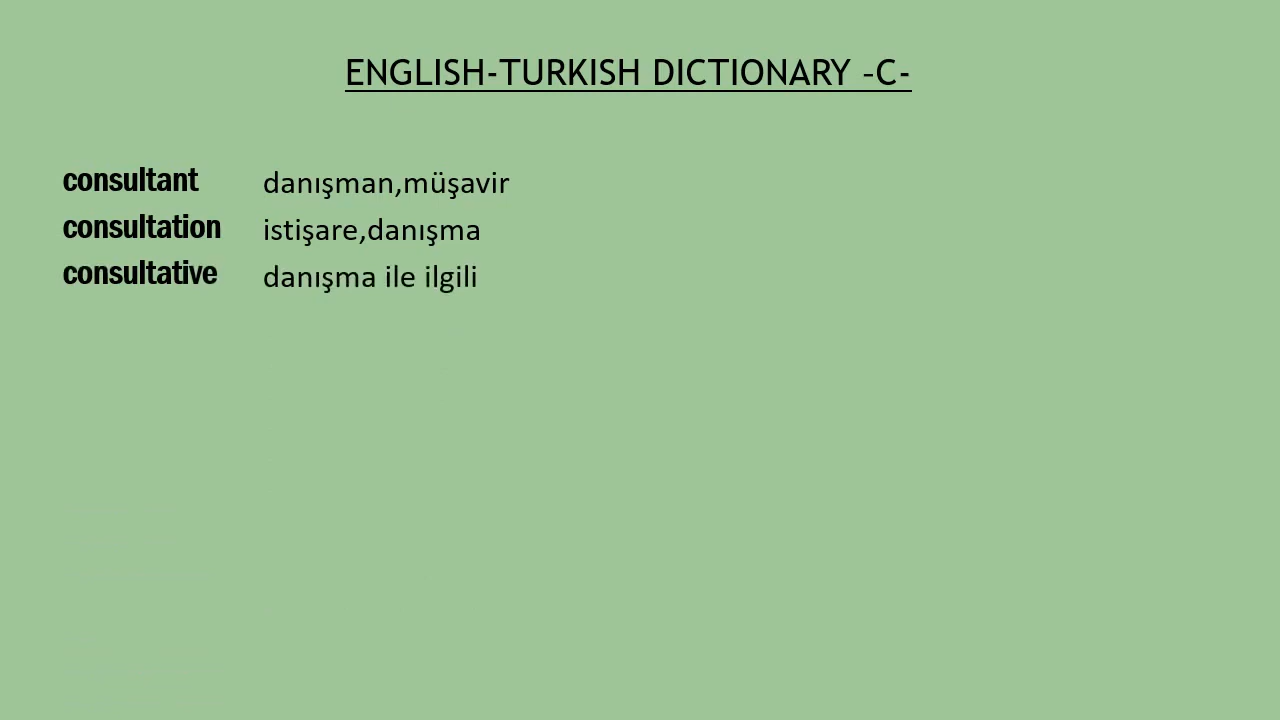 ENGLISH-TURKISH DICTIONARY –C-
consultant danışman,müşavir
consultation istişare,danışma
consultative danışma ile ilgili